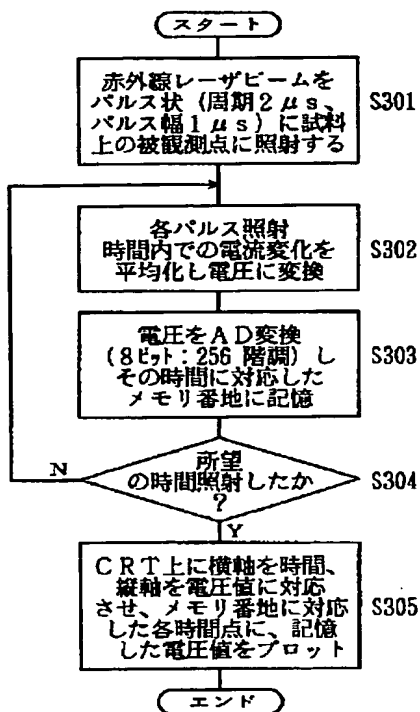 スタート
赤外線レーザビームを
パルス状(周期2μs、
パルス幅1μs)に試料
上の被観測点に照射する
S301
各パルス照射
時間内での電流変化を
平均化し電圧に変換
S302
電圧をAD変換
(8ビット:256 階調)し
その時間に対応した
メモリ番地に記憶
S303
所望
の時間照射したか
?
S304
N
Y
CRT上に横軸を時間、
縦軸を電圧値に対応
させ、メモリ番地に対応
した各時間点に、記憶
した電圧値をプロット
S305
エンド